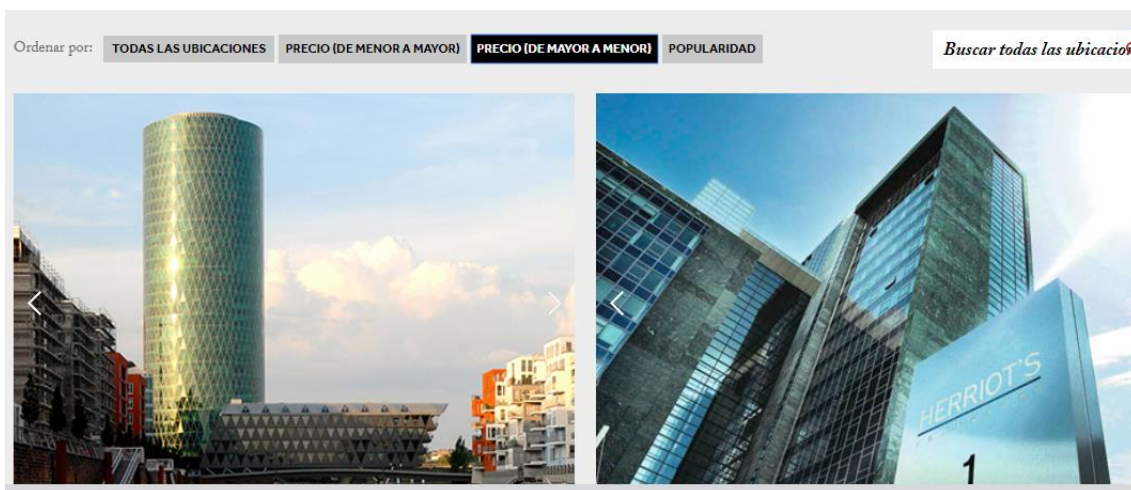 Ordenar por:
TODAS LAS UBICACIONES
PRECIO (DE MENOR A MAYOR)
PRECIO (DE MAYOR A MENOR)
POPULARIDAD
Buscar todas las
HERRIOT'S
1